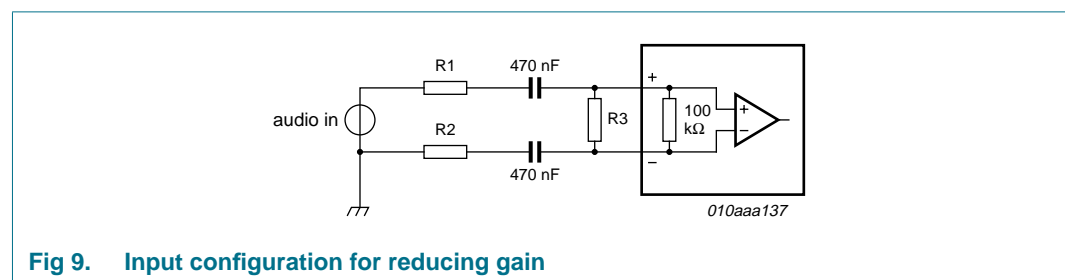 R1
470 nF
+
audio in
R3
100
kΩ
+
−
R2
−
470 nF
010aaa137
Fig 9. Input configuration for reducing gain